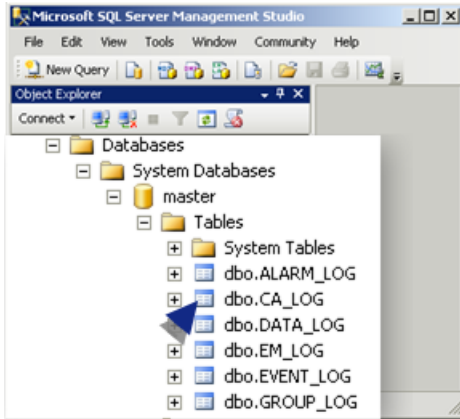 Microsoft SQL Server Management Studio
File Edit View Tools Window Community Help
New Query
Object Explorer
Connect
Databases
System Databases
master
Tables
System Tables
dbo.ALARM_LOG
dbo.CA_LOG
dbo.DATA_LOG
dbo.EM_LOG
dbo.EVENT_LOG
dbo.GROUP_LOG